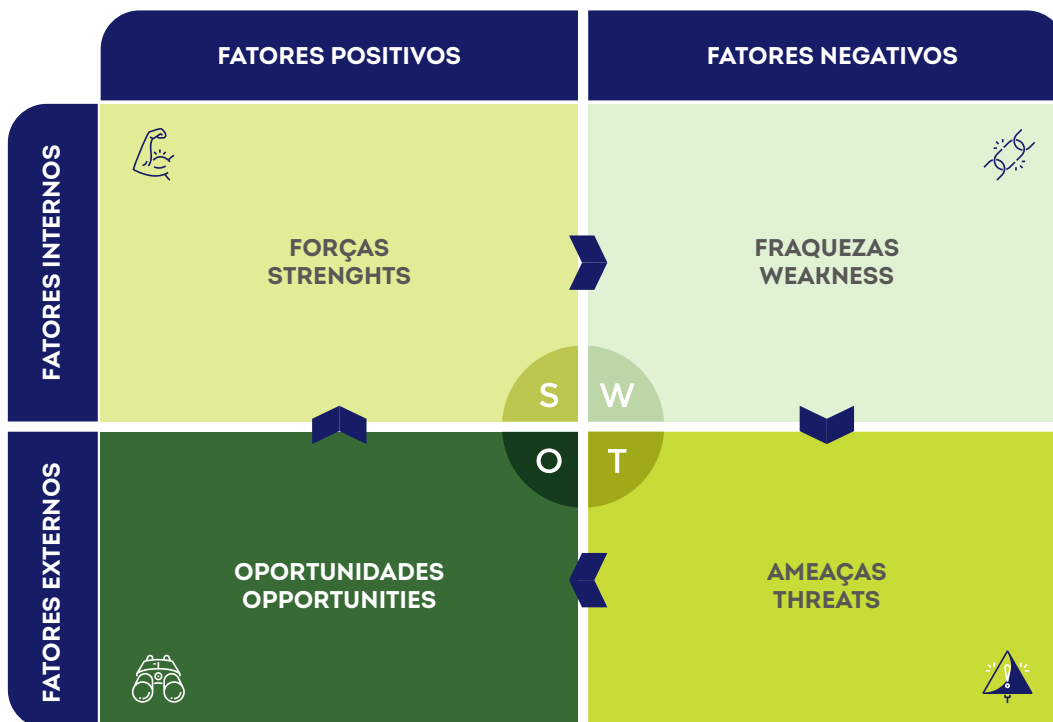 FATORES POSITIVOS
FATORES NEGATIVOS
FATORES INTERNOS
FORÇAS
STRENGHTS
FRAQUEZAS
WEAKNESS
S
W
O
T
FATORES EXTERNOS
OPORTUNIDADES
OPPORTUNITIES
AMEAÇAS
THREATS